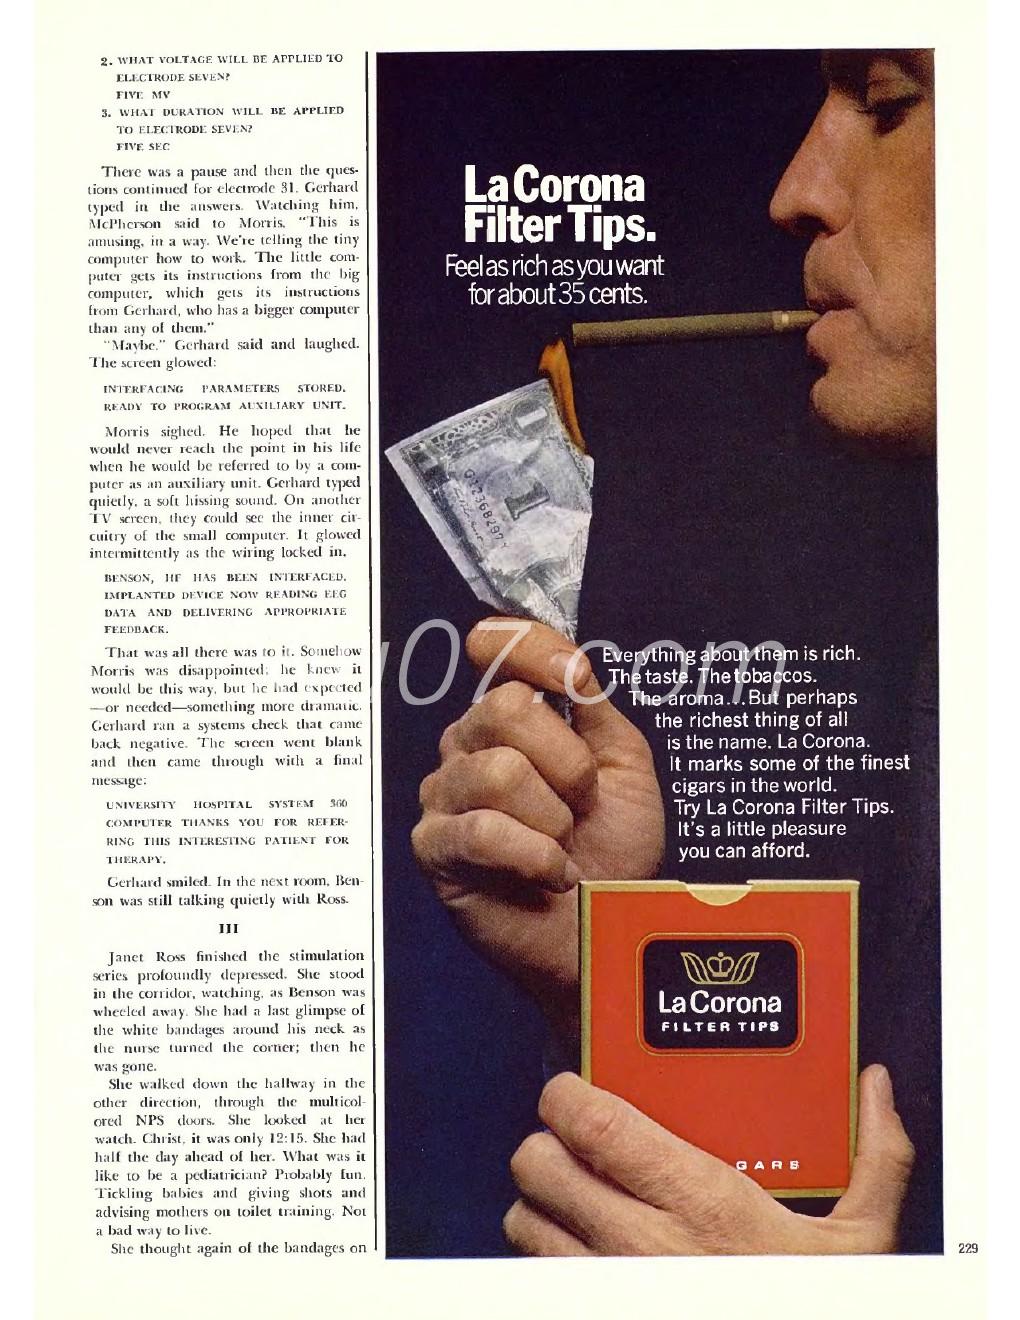 2. WHAT VOLTAGE WILL BE APPLIED TO
ELECTRODE SEVEN?
FIVE MV
3. WHAT DURATION WILL BE APPLIED
TO ELECTRODE SEVEN?
FIVE SEC
There was a pause and then the ques-
tions continued for electrode 31. Gerhard
typed in the answers. Watching him,
McPherson said to Morris, "This is
amusing, in a way. We're telling the tiny
computer how to work. The little com-
puter gets its instructions from the big
computer, which gets its instructions
from Gerhard, who has a bigger computer
than any of them."
"Maybe," Gerhard said and laughed.
The screen glowed:
INTERFACING PARAMETERS STORED.
READY TO PROGRAM AUXILIARY UNIT.
Morris sighed. He hoped that he
would never reach the point in his life
when he would be referred to by a com-
puter as an auxiliary unit. Gerhard typed
quietly, a soft hissing sound. On another
TV screen, they could see the inner cir-
cuitry of the small computer. It glowed
intermittently as the wiring locked in.
BENSON, HF HAS BEEN INTERFACED.
IMPLANTED DEVICE NOW READING EEG
DATA AND DELIVERING APPROPRIATE
FEEDBACK.
That was all there was to it. Somehow
Morris was disappointed; he knew it
would be this way, but he had expected
—or needed—something more dramatic.
Gerhard ran a systems check that came
back negative. The screen went blank
and then came through with a final
message:
UNIVERSITY HOSPITAL SYSTEM 360
COMPUTER THANKS YOU FOR REFER-
RING THIS INTERESTING PATIENT FOR
THERAPY.
Gerhard smiled. In the next room, Ben-
son was still talking quietly with Ross.
III
Janet Ross finished the stimulation
series profoundly depressed. She stood
in the corridor, watching, as Benson was
wheeled away. She had a last glimpse of
the white bandages around his neck as
the nurse turned the corner; then he
was gone.
She walked down the hallway in the
other direction, through the multicol-
ored NPS doors. She looked at her
watch. Christ, it was only 12:15. She had
half the day ahead of her. What was it
like to be a pediatrician? Probably fun.
Tickling babies and giving shots and
advising mothers on toilet training. Not
a bad way to live.
She thought again of the bandages on
La Corona
Filter Tips.
Feel as rich as you want
for about 35 cents.
1
Everything about them is rich.
The taste. The tobaccos.
The aroma...But perhaps
the richest thing of all
is the name. La Corona.
It marks some of the finest
cigars in the world.
Try La Corona Filter Tips.
It's a little pleasure
you can afford.
La Corona
FILTER TIPS
GARS
u07.com
229